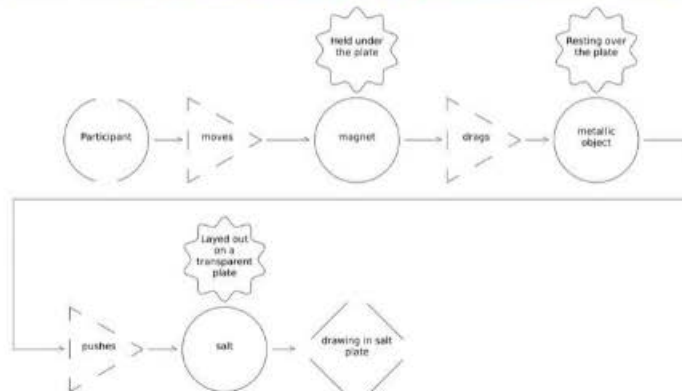 Held under
the plate
Resting over
the plate
Participant
moves
magnet
drags
metallic
object
Layed out
on a
transparent
plate
pushes
salt
drawing in salt
plate